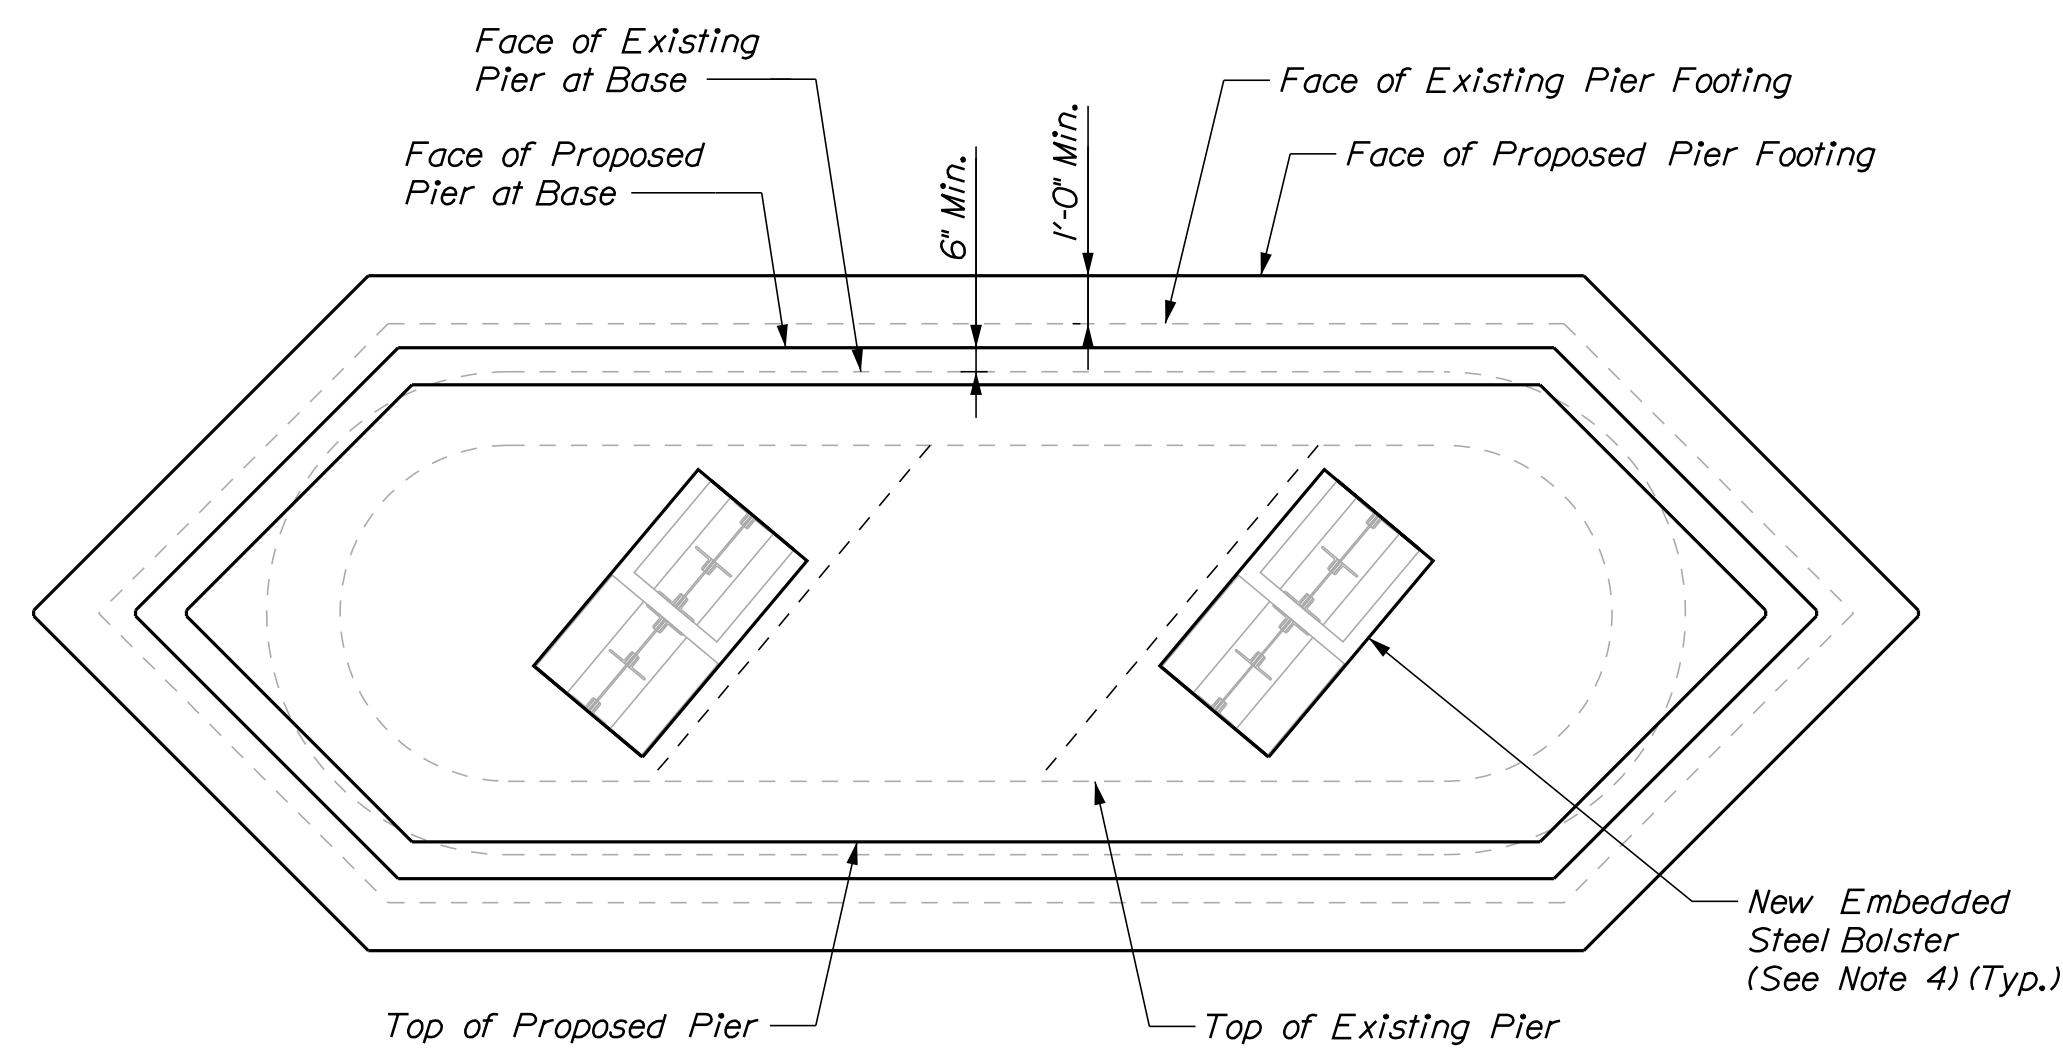 Face of Existing
Pier at Base
Face of Proposed
Pier at Base
6" Min.
1'-0" Min.
Face of Existing Pier Footing
Face of Proposed Pier Footing
New Embedded
Steel Bolster
(See Note 4) (Typ.)
Top of Proposed Pier
Top of Existing Pier